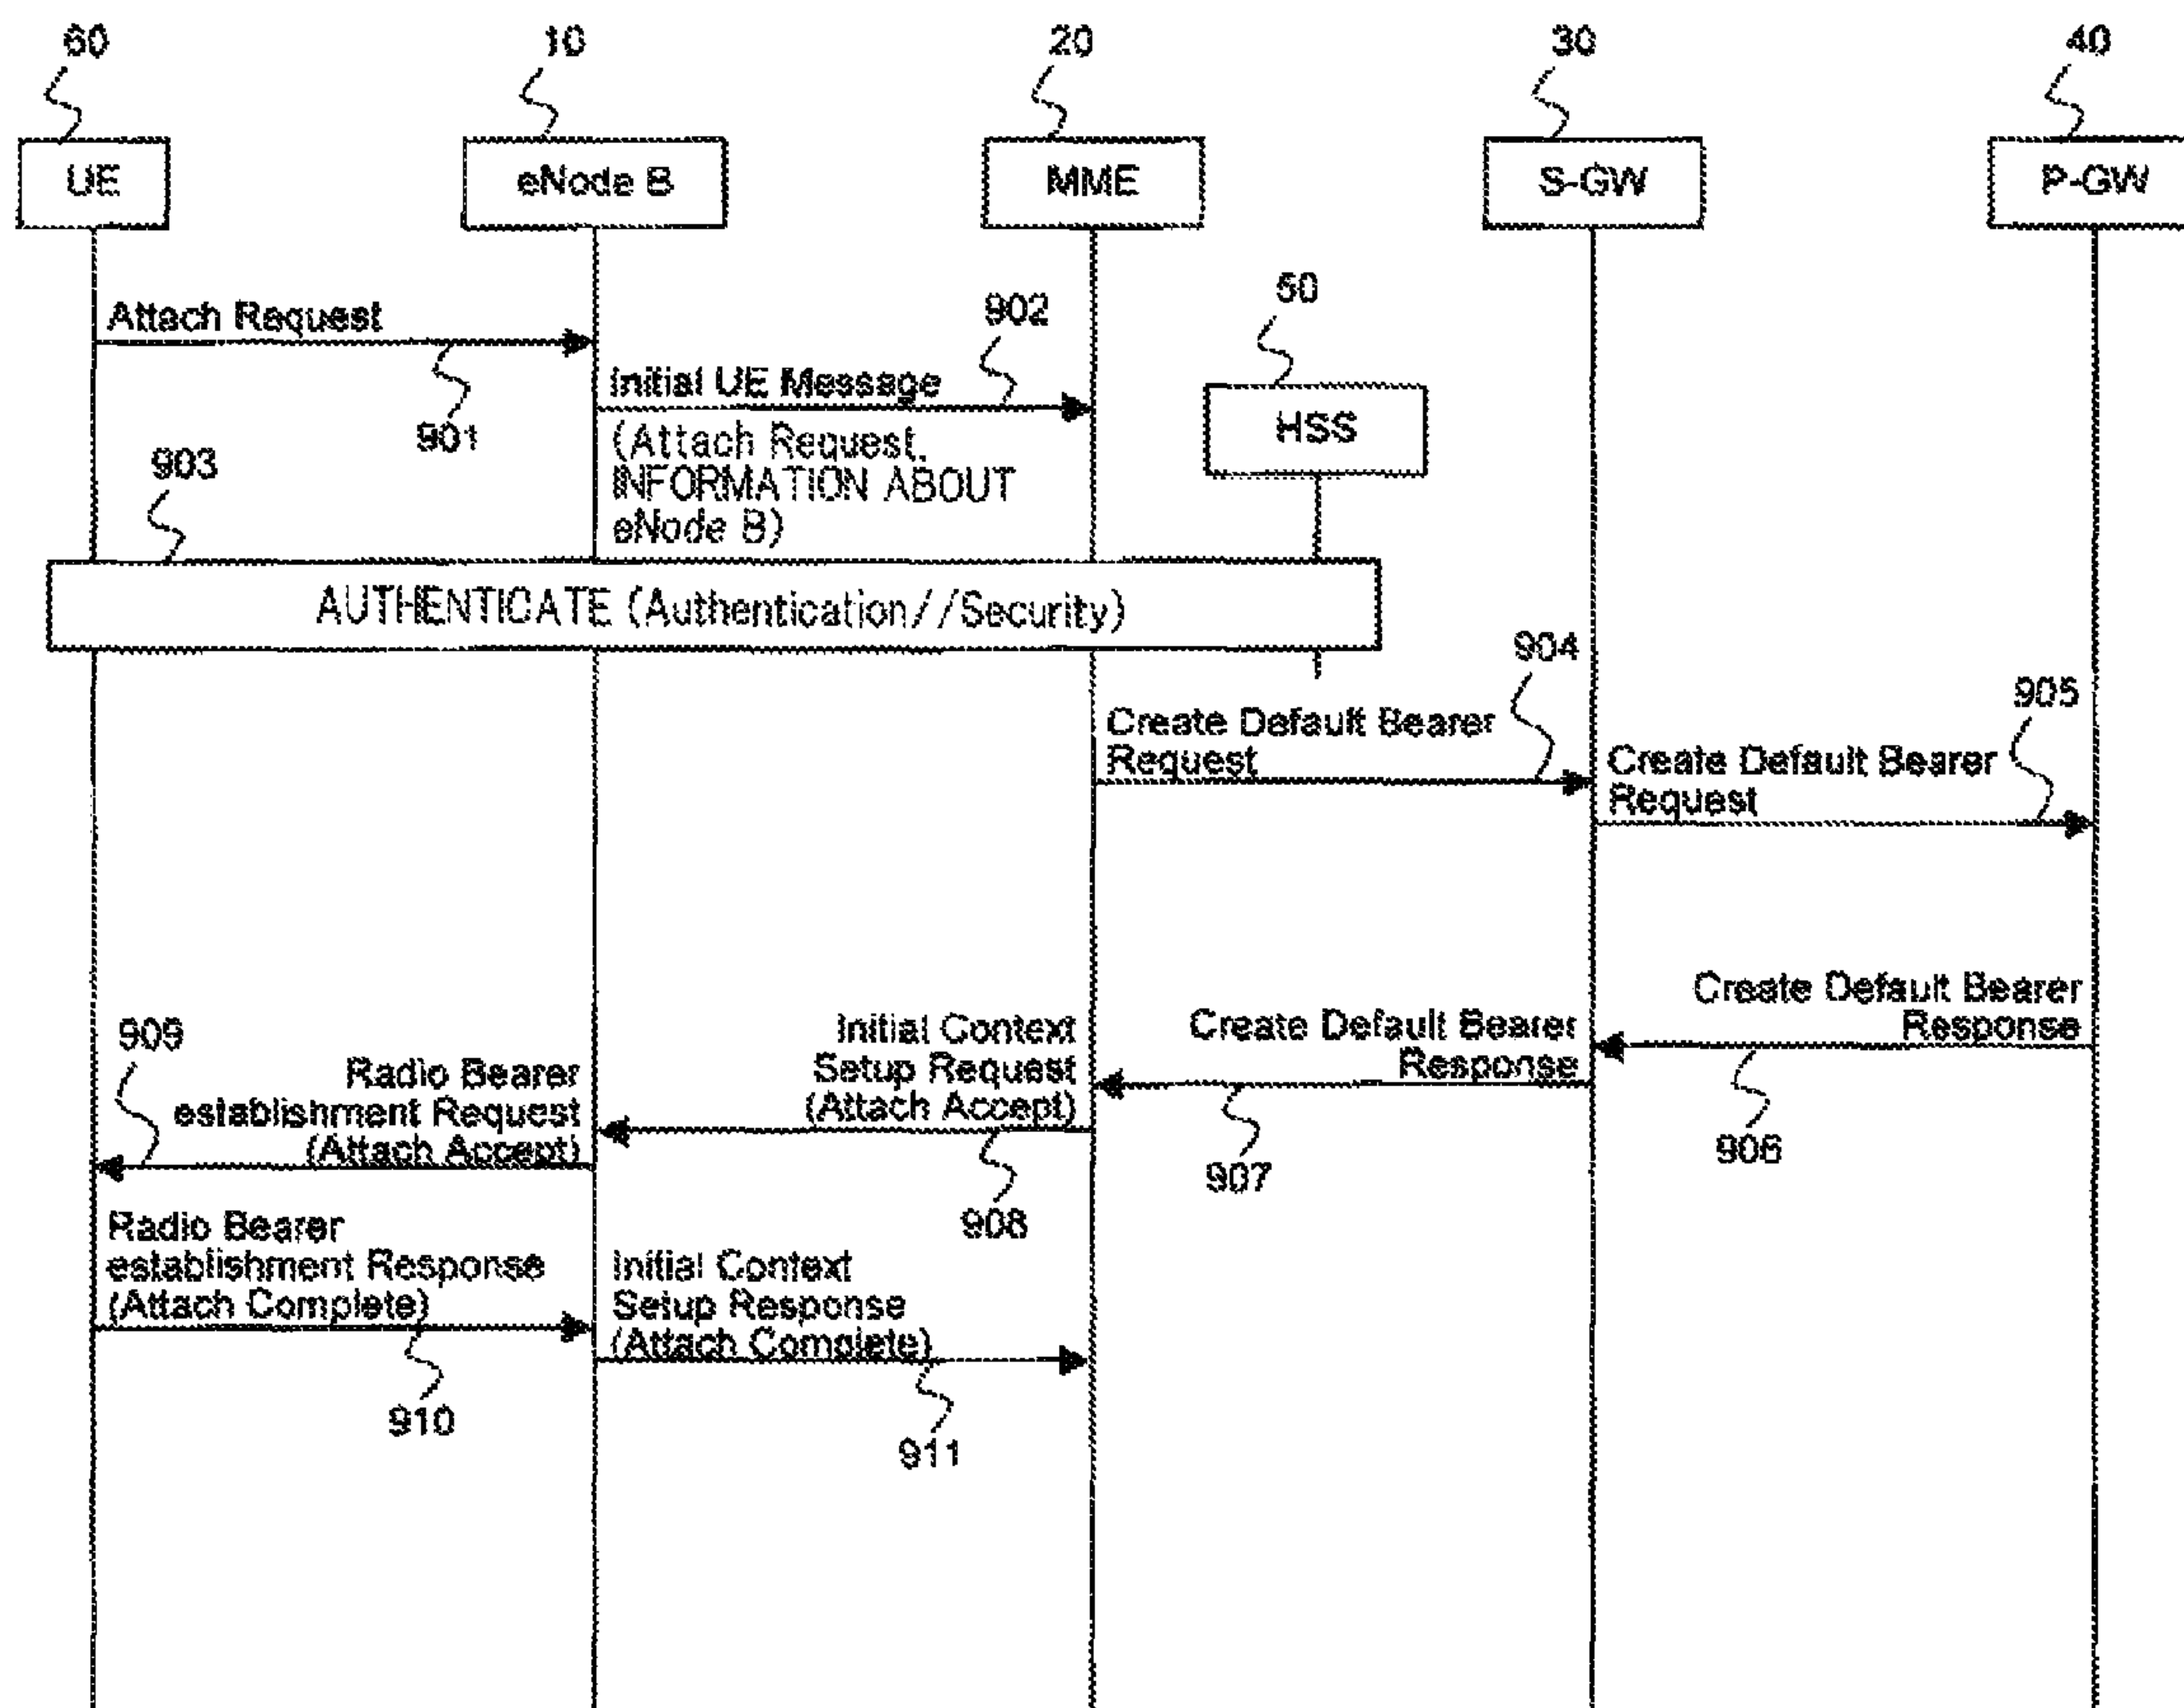 60 10 20 30 40
UE eNode B MME S-GW P-GW
Attach Request
901
902
Initial UE Message
(Attach Request,
INFORMATION ABOUT
eNode B)
50
HSS
903
AUTHENTICATE (Authentication//Security)
904
Create Default Bearer
Request
905
Create Default Bearer
Request
Create Default Bearer
Response
906
Create Default Bearer
Response
907
Initial Context
Setup Request
(Attach Accept)
908
909
Radio Bearer
establishment Request
(Attach Accept)
Radio Bearer
establishment Response
(Attach Complete)
910
Initial Context
Setup Response
(Attach Complete)
911